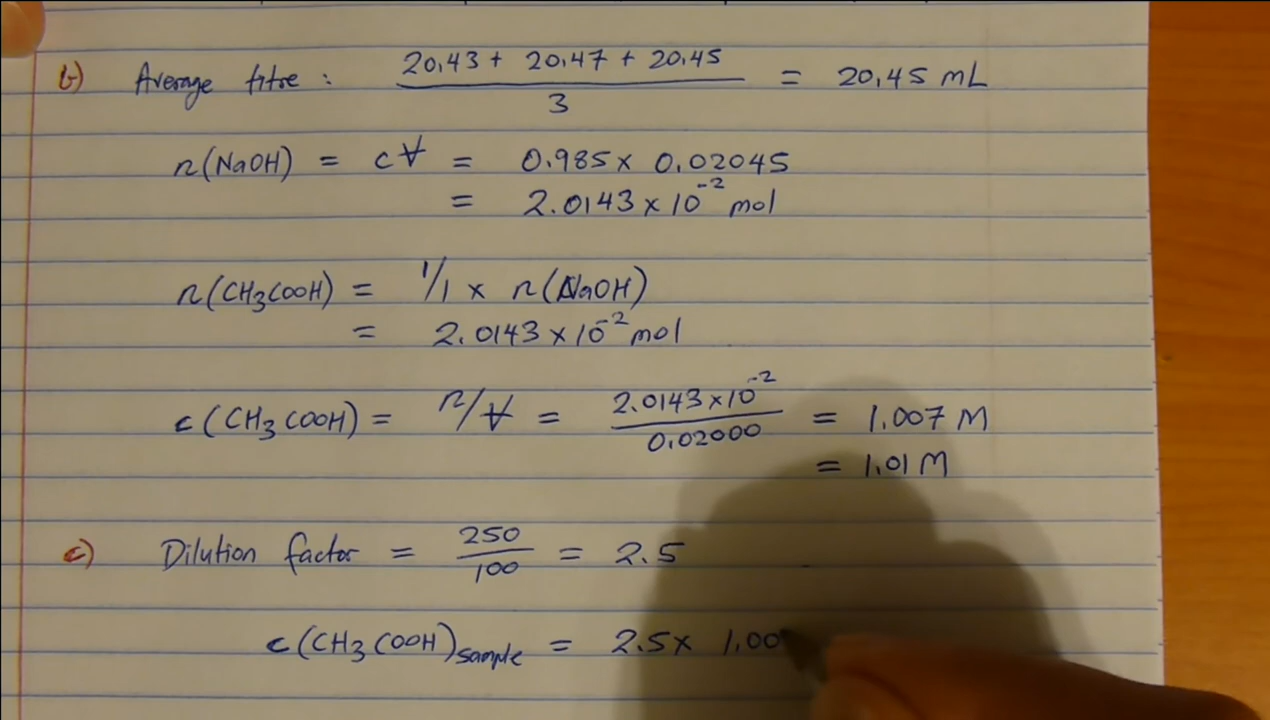 b) Average titre : 20.43 + 20.47 + 20.45 / 3 = 20.45 mL
n(NaOH) = cV = 0.985 x 0.02045
= 2.0143 x 10⁻² mol
n(CH3COOH) = 1/1 x n(NaOH)
= 2.0143 x 10⁻² mol
c(CH3COOH) = n/V = 2.0143 x 10⁻² / 0.02000 = 1.007 M
= 1.01 M
c) Dilution factor = 250 / 100 = 2.5
c(CH3COOH)sample = 2.5 x 1.00